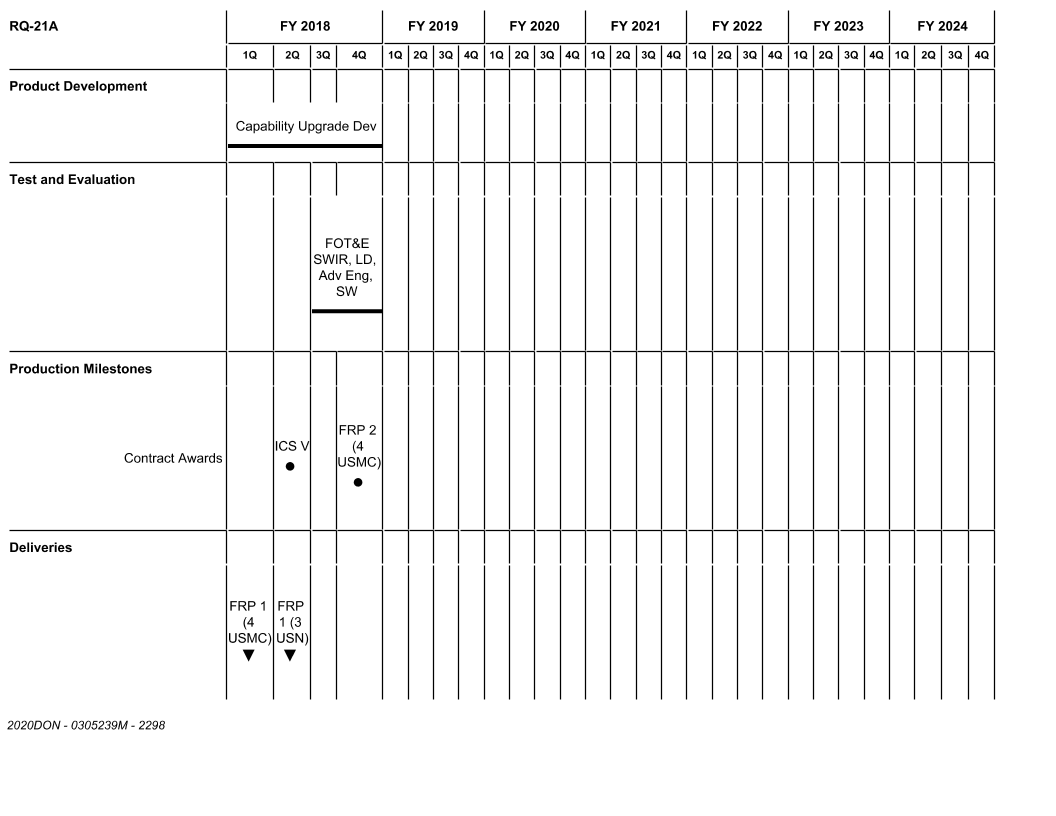 RQ-21A FY 2018 FY 2019 FY 2020 FY 2021 FY 2022 FY 2023 FY 2024
1Q 2Q 3Q 4Q 1Q 2Q 3Q 4Q 1Q 2Q 3Q 4Q 1Q 2Q 3Q 4Q 1Q 2Q 3Q 4Q 1Q 2Q 3Q 4Q 1Q 2Q 3Q 4Q
Product Development
Capability Upgrade Dev
Test and Evaluation
FOT&E
SWIR, LD,
Adv Eng,
SW
Production Milestones
Contract Awards
ICS V
FRP 2
(4
USMC)
Deliveries
FRP 1
(4
USMC)
FRP
1 (3
USN)
2020DON - 0305239M - 2298